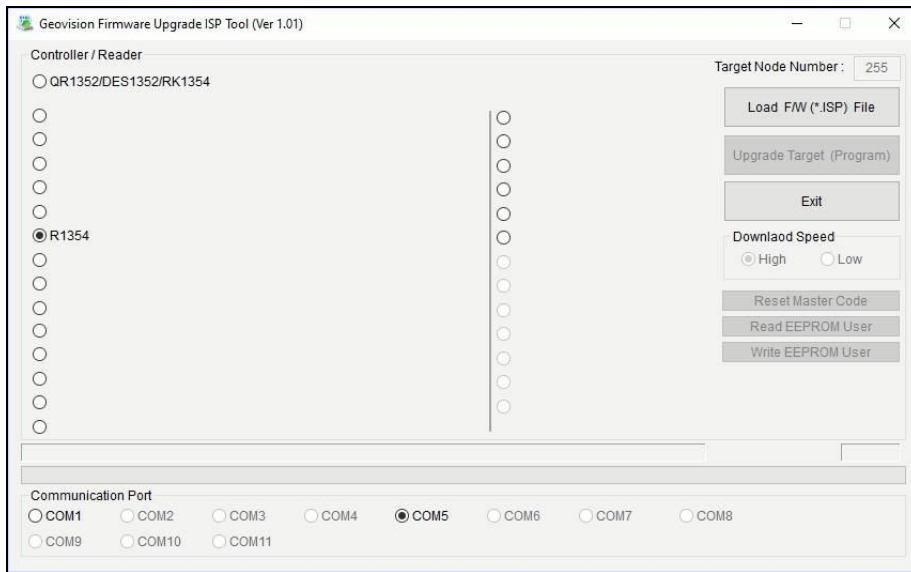 Geovision Firmware Upgrade ISP Tool (Ver 1.01)
Controller / Reader
QR1352/DES1352/RK1354
R1354
Target Node Number : 255
Load F/W (*.ISP) File
Upgrade Target (Program)
Exit
Downlaod Speed
High Low
Reset Master Code
Read EEPROM User
Write EEPROM User
Communication Port
COM1 COM2 COM3 COM4 COM5 COM6 COM7 COM8
COM9 COM10 COM11